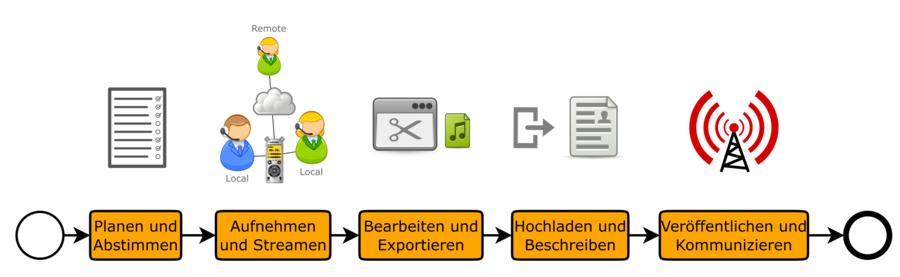 Remote
Local
Local
Planen und
Abstimmen
Aufnehmen
und Streamen
Bearbeiten und
Exportieren
Hochladen und
Beschreiben
Veröffentlichen und
Kommunizieren